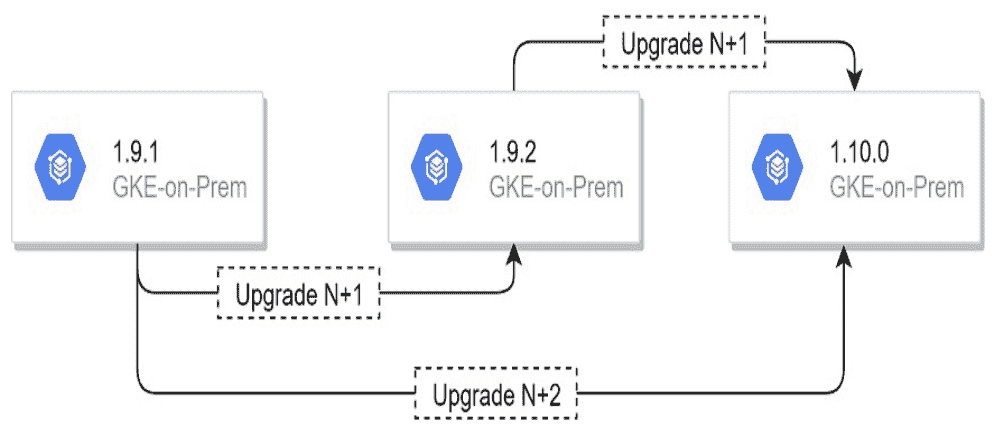 Upgrade N+1
1.9.1
GKE-on-Prem
1.9.2
GKE-on-Prem
1.10.0
GKE-on-Prem
Upgrade N+1
Upgrade N+2